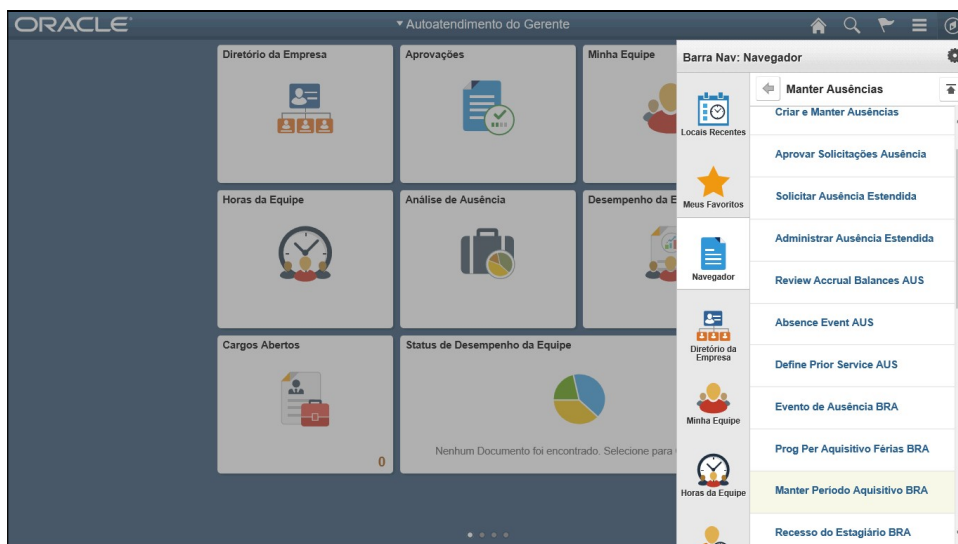 ORACLE
Autoatendimento do Gerente
Diretório da Empresa
Aprovações
Minha Equipe
Horas da Equipe
Análise de Ausência
Desempenho da E
Cargos Abertos
0
Status de Desempenho da Equipe
Nenhum Documento foi encontrado. Selecione para
Barra Nav: Navegador
Locais Recentes
Meus Favoritos
Navegador
Diretório da
Empresa
Minha Equipe
Horas da Equipe
Manter Ausências
Criar e Manter Ausências
Aprovar Solicitações Ausência
Solicitar Ausência Estendida
Administrar Ausência Estendida
Review Accrual Balances AUS
Absence Event AUS
Define Prior Service AUS
Evento de Ausência BRA
Prog Per Aquisitivo Férias BRA
Manter Período Aquisitivo BRA
Recesso do Estagiário BRA